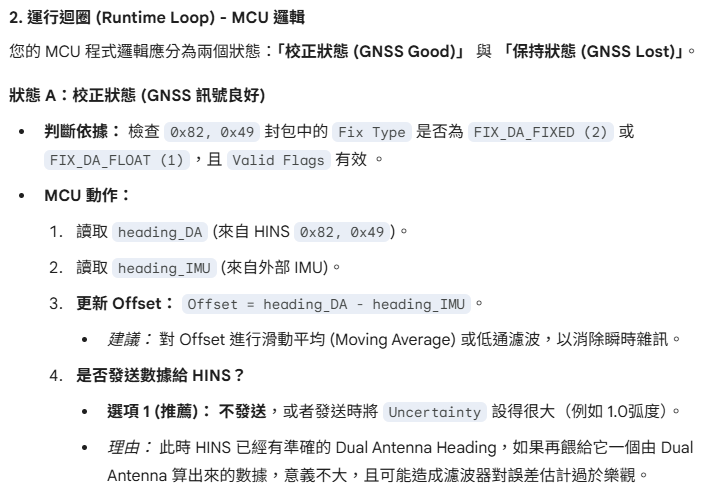 2. 運行迴圈 (Runtime Loop) - MCU 邏輯
您的 MCU 程式邏輯應分為兩個狀態：「校正狀態 (GNSS Good)」 與 「保持狀態 (GNSS Lost)」。
狀態 A：校正狀態 (GNSS 訊號良好)
• 判斷依據： 檢查 0x82, 0x49 封包中的 Fix Type 是否為 FIX_DA_FIXED (2) 或
FIX_DA_FLOAT (1)，且 Valid Flags 有效 。
• MCU 動作：
1. 讀取 heading_DA (來自 HINS 0x82, 0x49)。
2. 讀取 heading_IMU (來自外部 IMU)。
3. 更新 Offset： Offset = heading_DA - heading_IMU 。
• 建議： 對 Offset 進行滑動平均 (Moving Average) 或低通濾波，以消除瞬時雜訊。
4. 是否發送數據給 HINS？
• 選項 1 (推薦)： 不發送，或者發送時將 Uncertainty 設得很大（例如 1.0弧度）。
• 理由： 此時 HINS 已經有準確的 Dual Antenna Heading，如果再餵給它一個由 Dual
Antenna 算出來的數據，意義不大，且可能造成濾波器對誤差估計過於樂觀。